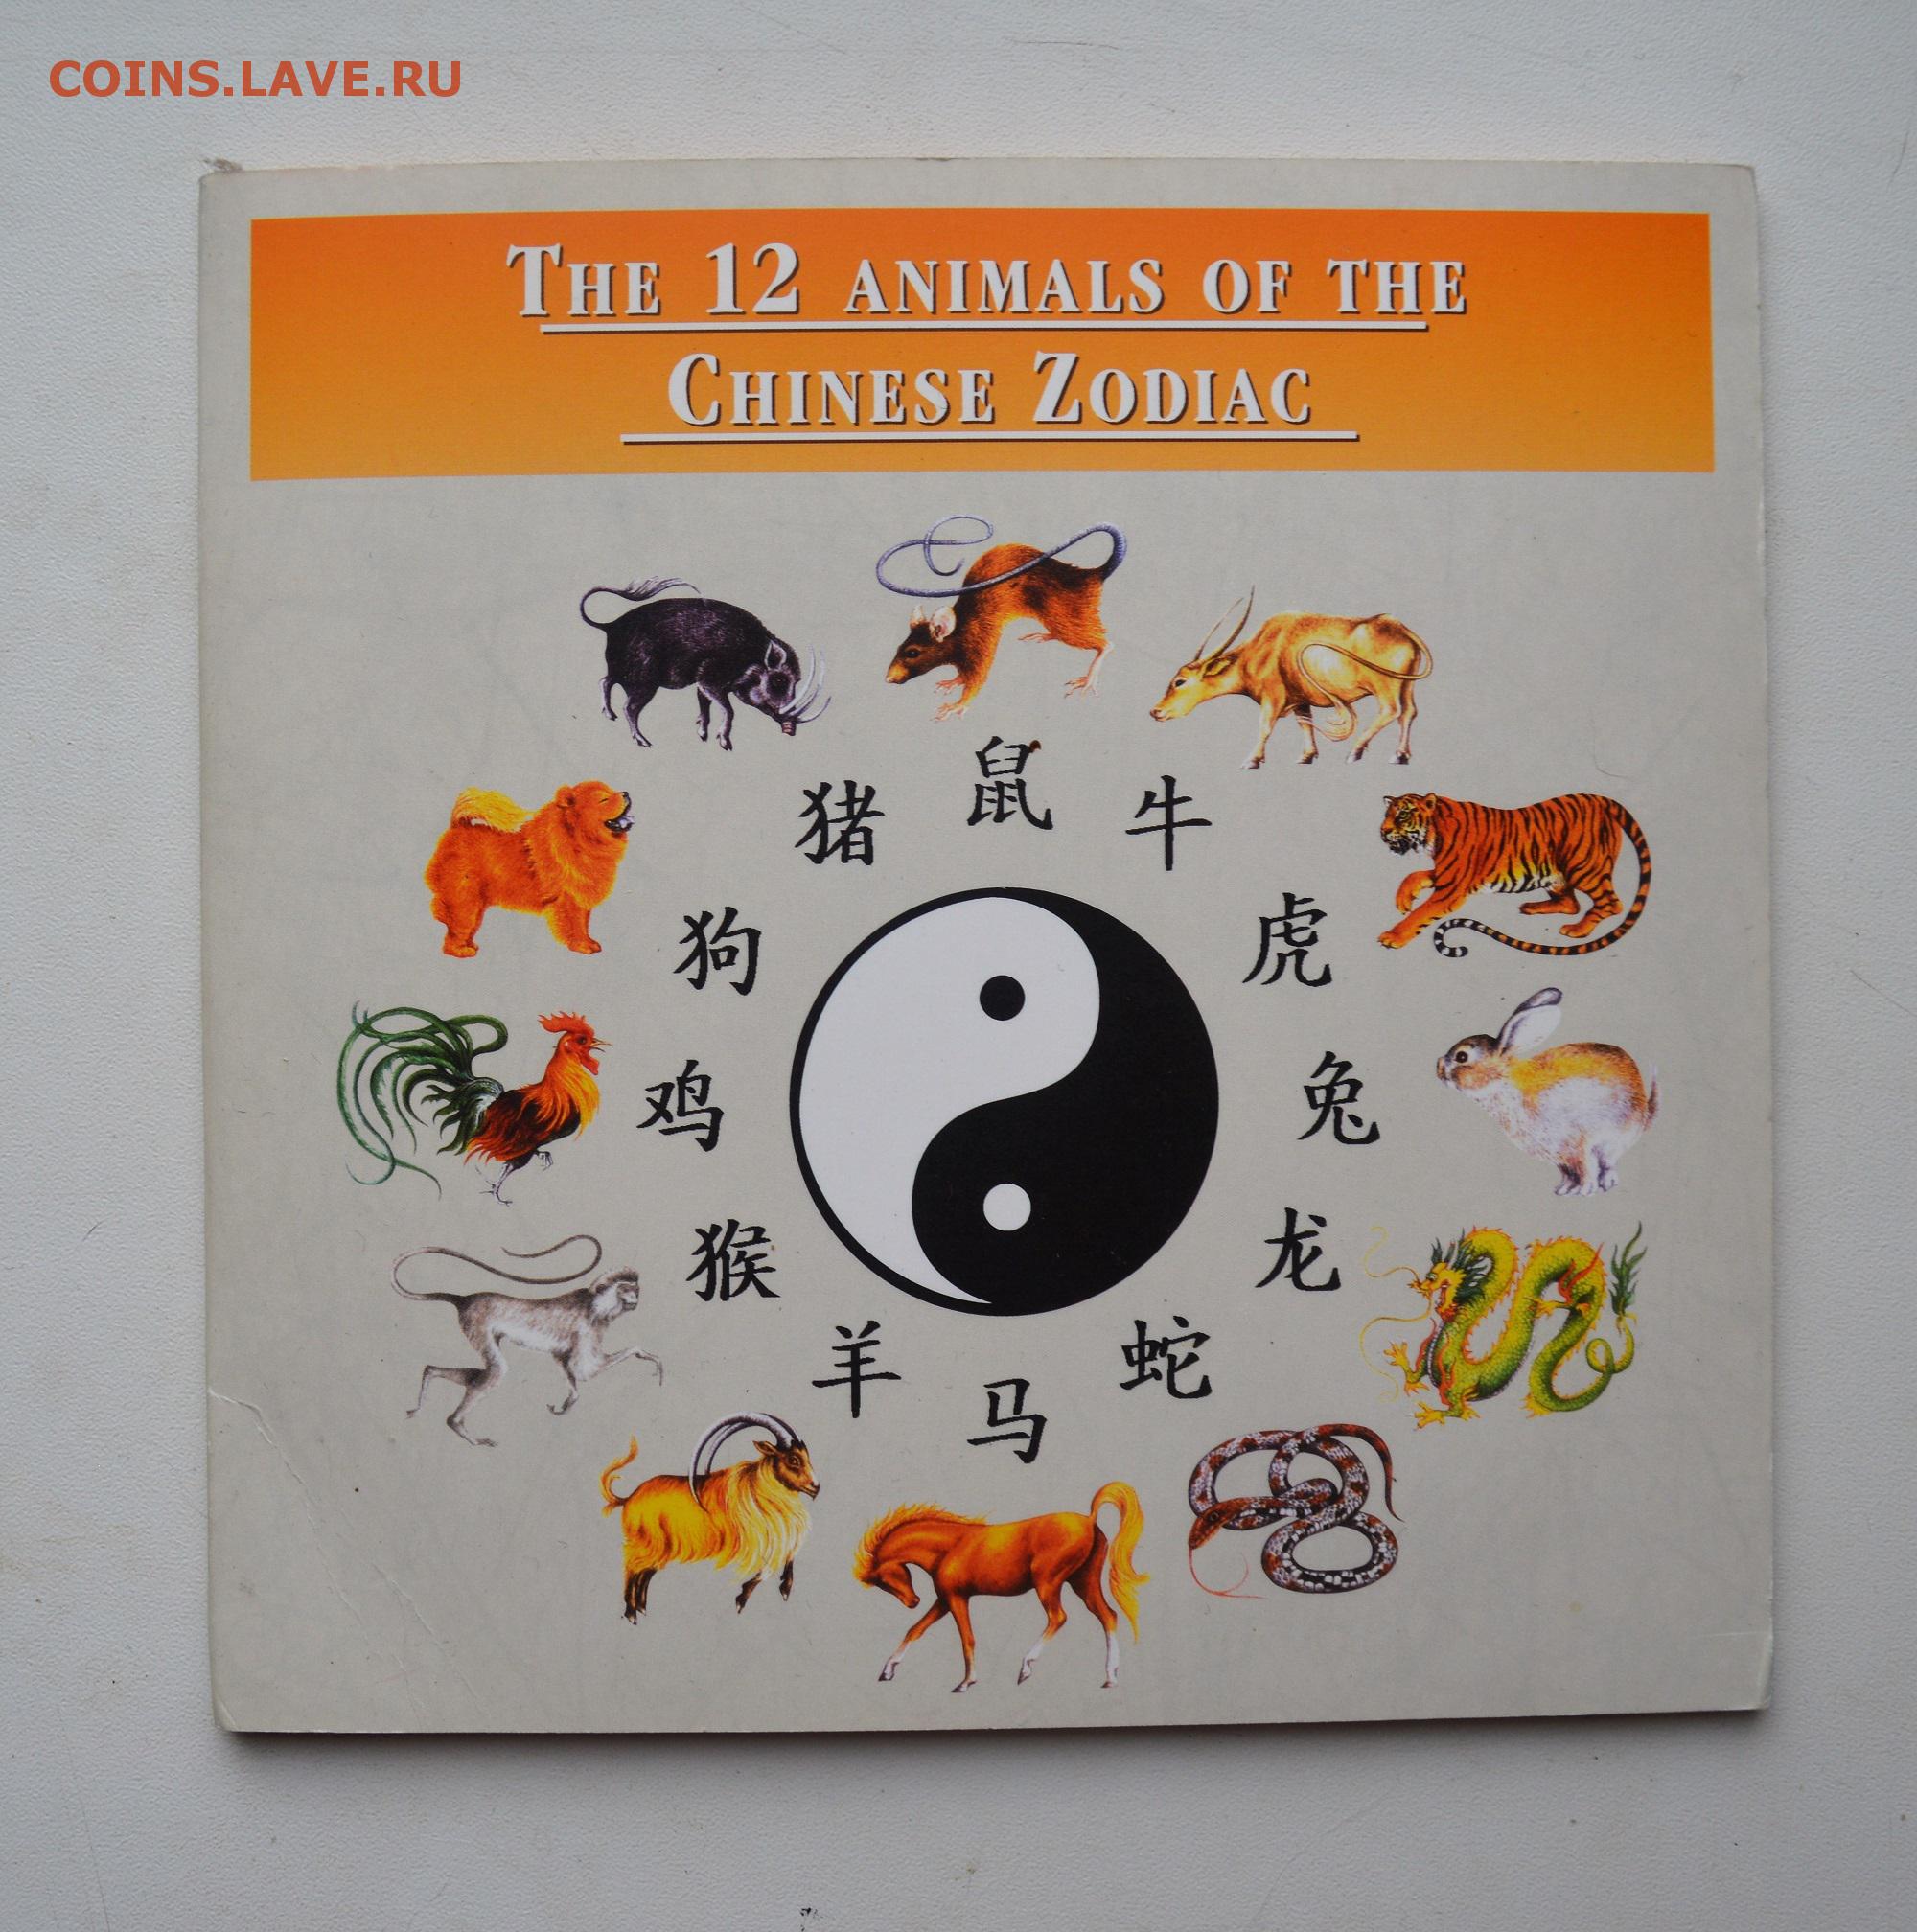 COINS.LAVE.RU
THE 12 ANIMALS OF THE
CHINESE ZODIAC
鼠
牛
虎
兔
龙
蛇
马
羊
猴
鸡
狗
猪